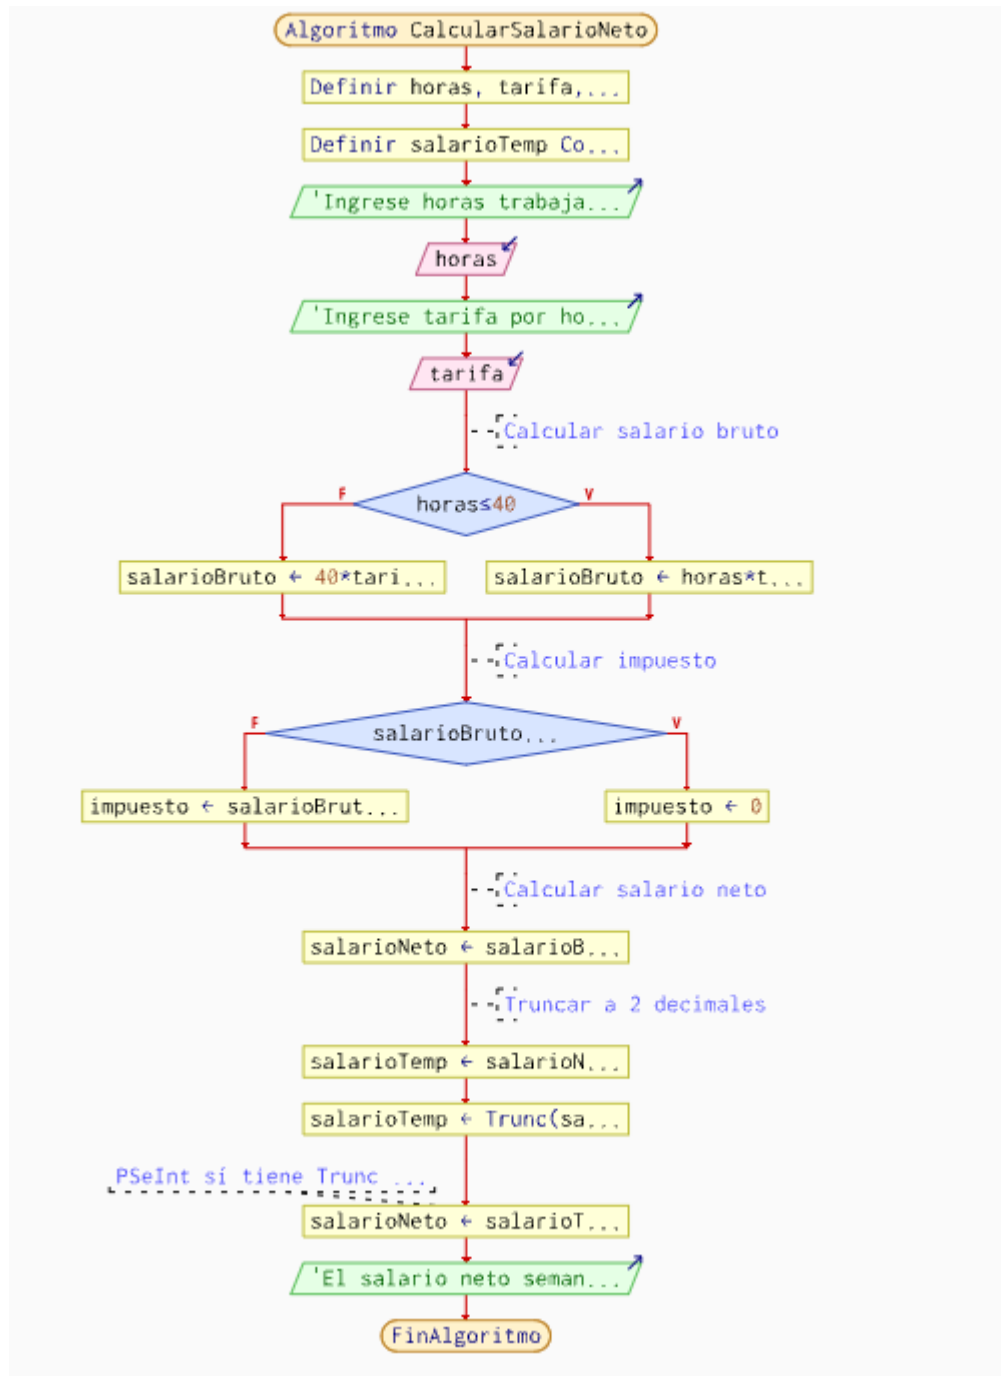 Algoritmo CalcularSalarioNeto
Definir horas, tarifa,...
Definir salarioTemp Co...
'Ingrese horas trabaja...
horas
'Ingrese tarifa por ho...
tarifa
Calcular salario bruto
F
horas≤40
V
salarioBruto ← 40*tari...
salarioBruto ← horas*t...
Calcular impuesto
F
salarioBruto...
V
impuesto ← salarioBrut...
impuesto ← 0
Calcular salario neto
salarioNeto ← salarioB...
Truncar a 2 decimales
salarioTemp ← salarioN...
salarioTemp ← Trunc(sa...
PSeInt sí tiene Trunc ...
salarioNeto ← salarioT...
'El salario neto seman...
FinAlgoritmo